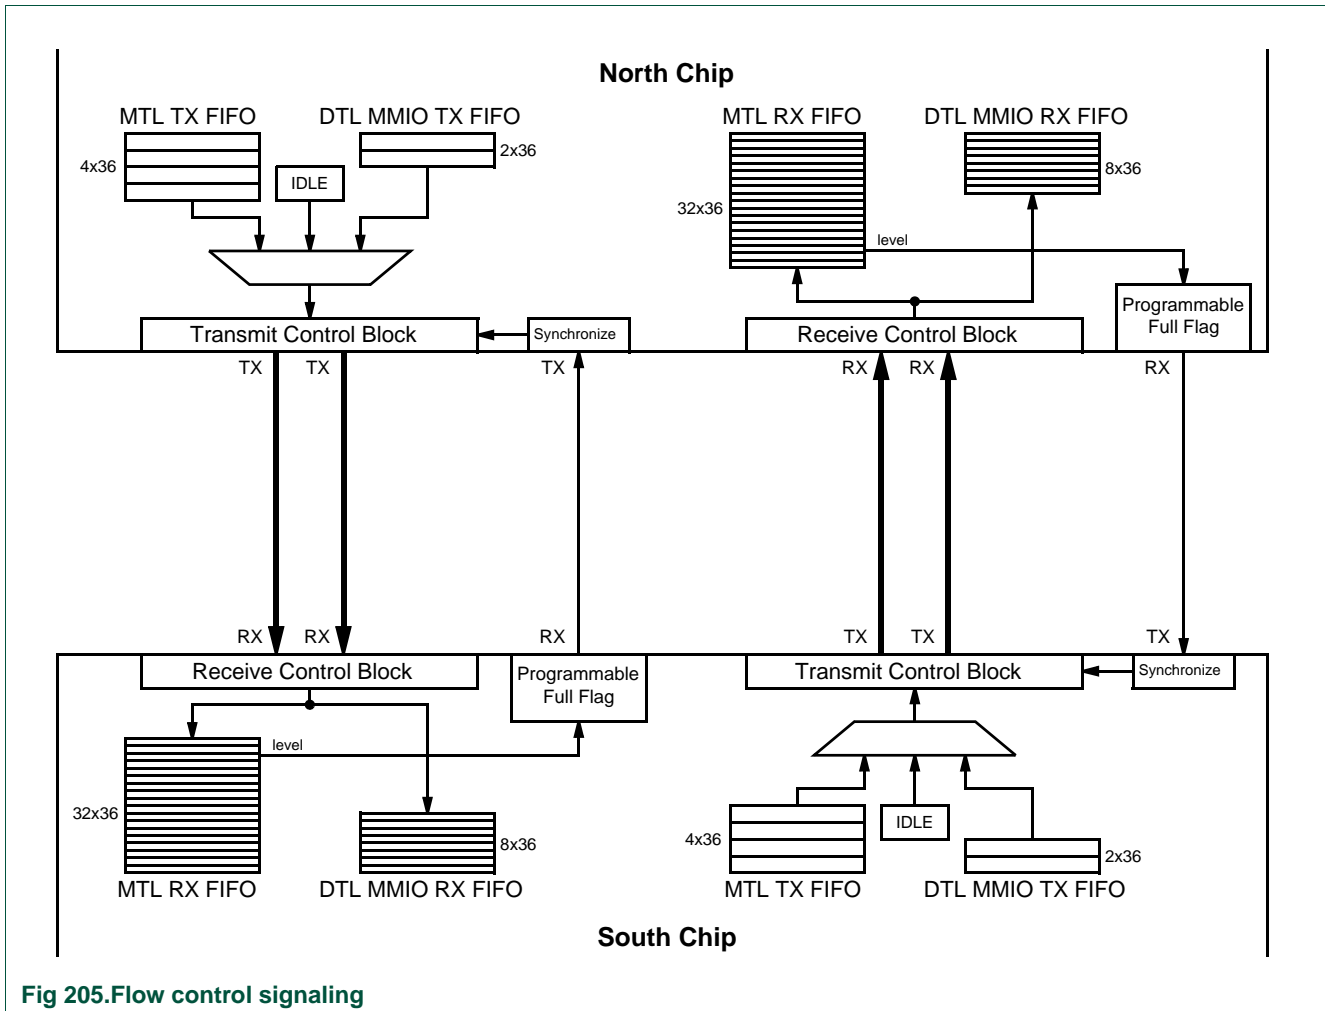 North Chip
MTL TX FIFO
DTL MMIO TX FIFO
MTL RX FIFO
DTL MMIO RX FIFO
4x36
IDLE
2x36
32x36
8x36
level
Programmable
Full Flag
Transmit Control Block
Synchronize
Receive Control Block
TX
TX
TX
RX
RX
RX
RX
RX
RX
TX
TX
TX
Receive Control Block
Programmable
Full Flag
Transmit Control Block
Synchronize
level
32x36
8x36
4x36
IDLE
2x36
MTL RX FIFO
DTL MMIO RX FIFO
MTL TX FIFO
DTL MMIO TX FIFO
South Chip
Fig 205.Flow control signaling